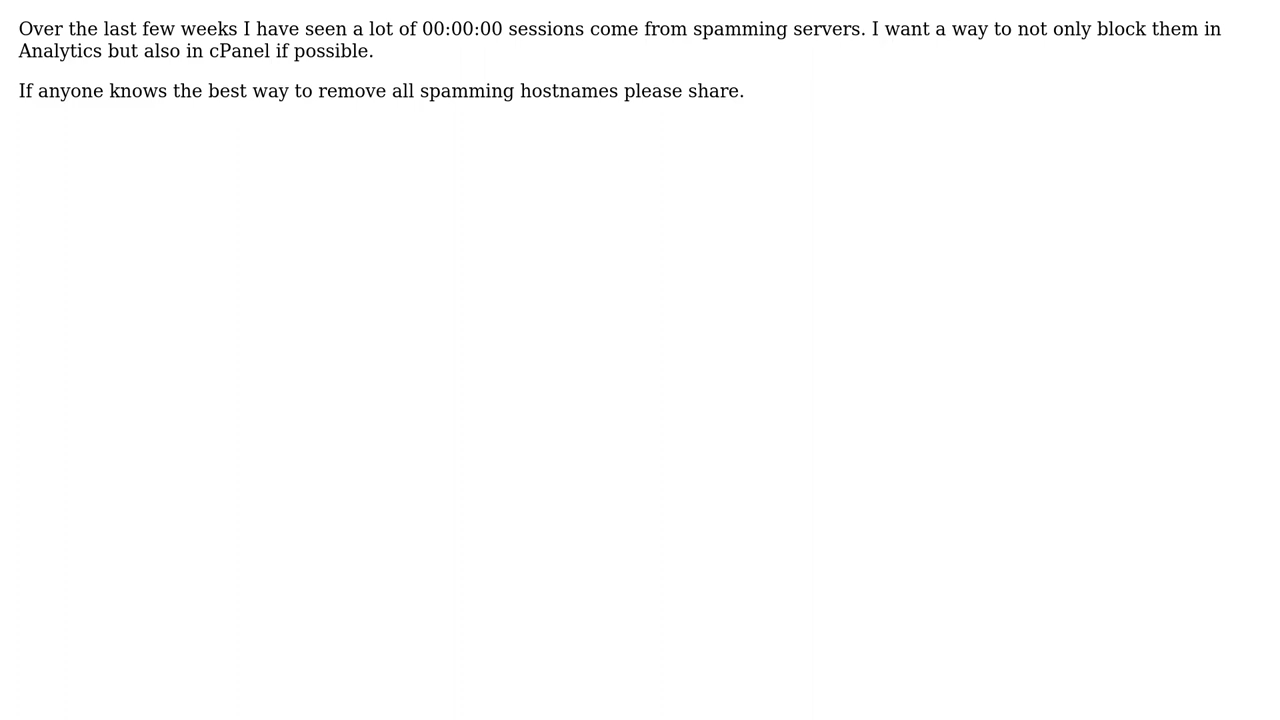 Over the last few weeks I have seen a lot of 00:00:00 sessions come from spamming servers. I want a way to not only block them in
Analytics but also in cPanel if possible.
If anyone knows the best way to remove all spamming hostnames please share.